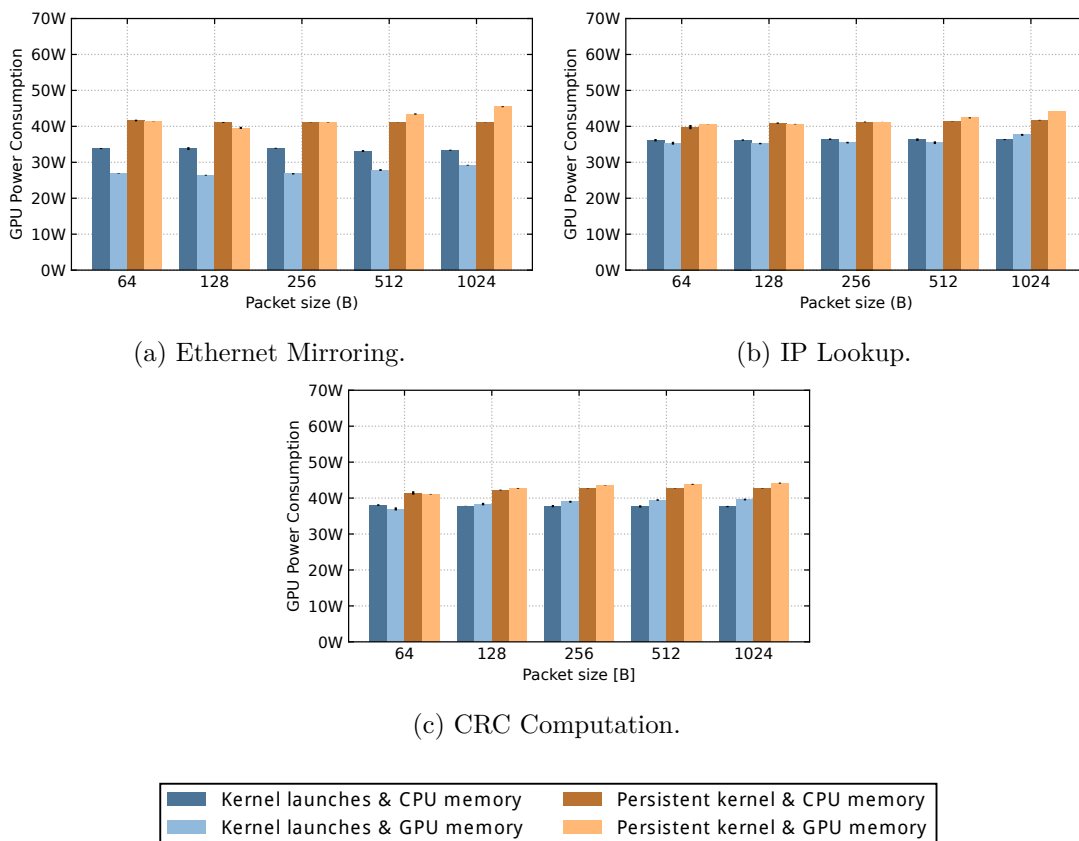 70W
60W
50W
40W
30W
20W
10W
0W
GPU Power Consumption
64 128 256 512 1024
Packet size (B)
(a) Ethernet Mirroring.
70W
60W
50W
40W
30W
20W
10W
0W
GPU Power Consumption
64 128 256 512 1024
Packet size (B)
(b) IP Lookup.
70W
60W
50W
40W
30W
20W
10W
0W
GPU Power Consumption
64 128 256 512 1024
Packet size [B]
(c) CRC Computation.
Kernel launches & CPU memory
Kernel launches & GPU memory
Persistent kernel & CPU memory
Persistent kernel & GPU memory